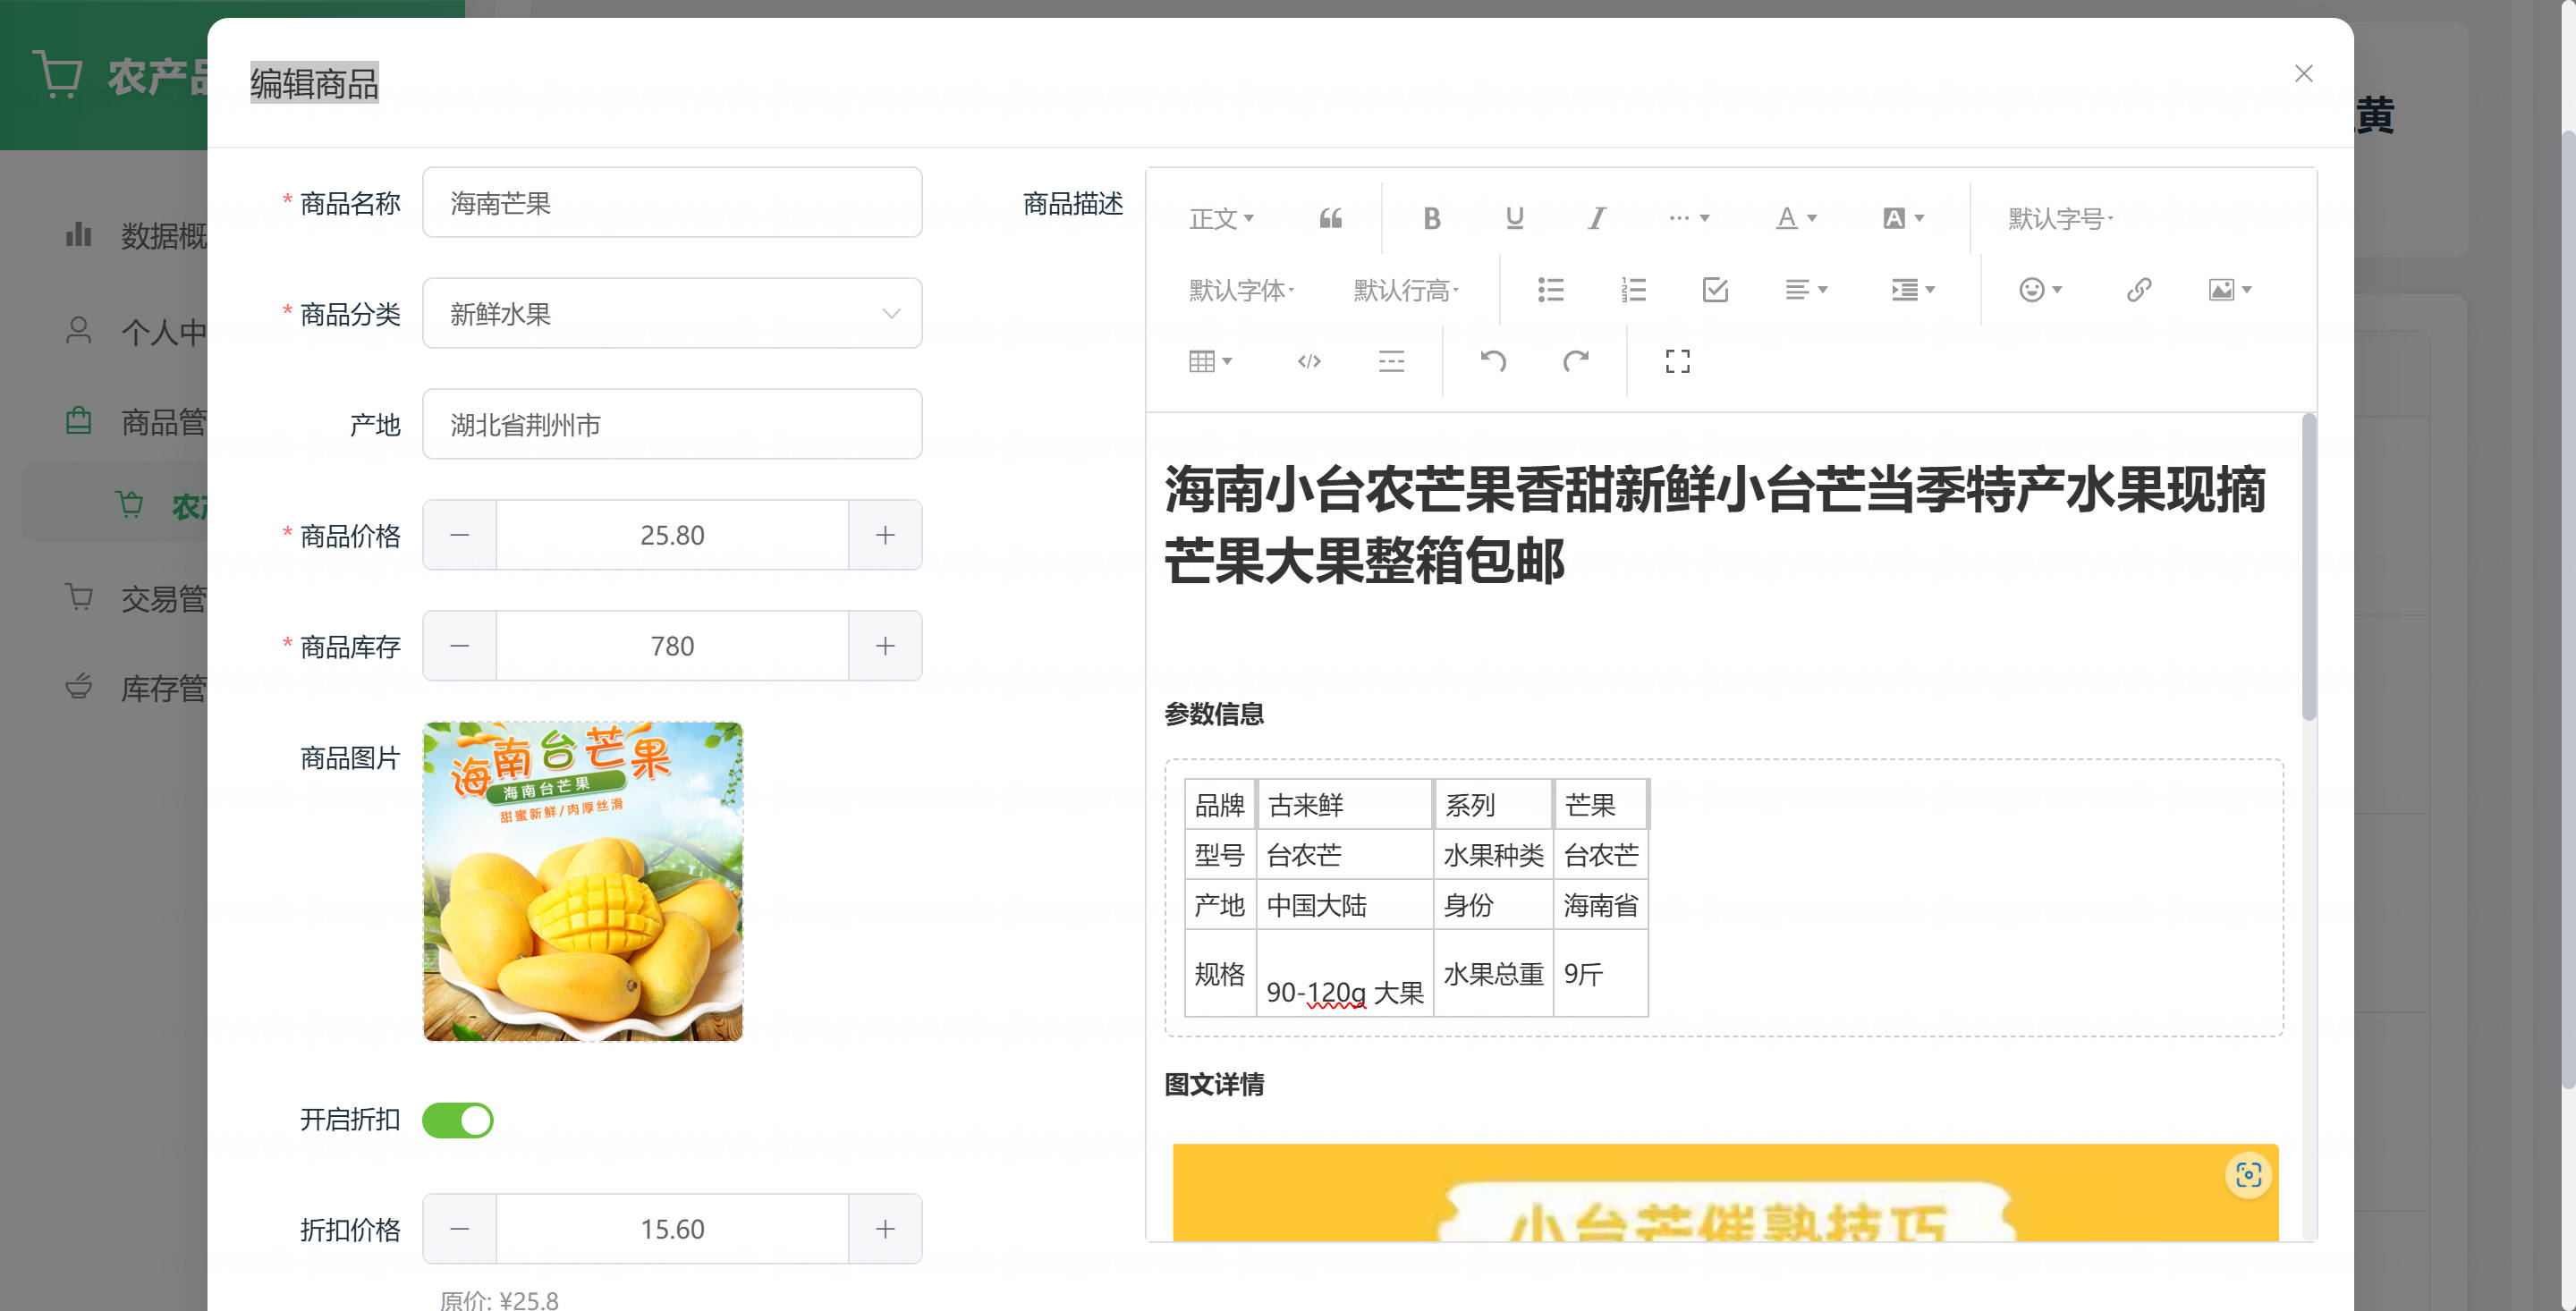 农产品
编辑商品
黄
数据概
个人中
商品管
农产
交易管
库存管
* 商品名称 海南芒果
* 商品分类 新鲜水果
产地 湖北省荆州市
* 商品价格 25.80
* 商品库存 780
商品图片
海南台芒果
海南台芒果
甜蜜新鲜/肉厚丝滑
开启折扣
折扣价格 15.60
原价: ¥25.8
商品描述
正文 B U I ··· A A 默认字号
默认字体 默认行高
海南小台农芒果香甜新鲜小台芒当季特产水果现摘
芒果大果整箱包邮
参数信息
品牌 古来鲜 系列 芒果
型号 台农芒 水果种类 台农芒
产地 中国大陆 身份 海南省
规格 90-120g 大果 水果总重 9斤
图文详情
小台芒催熟技巧